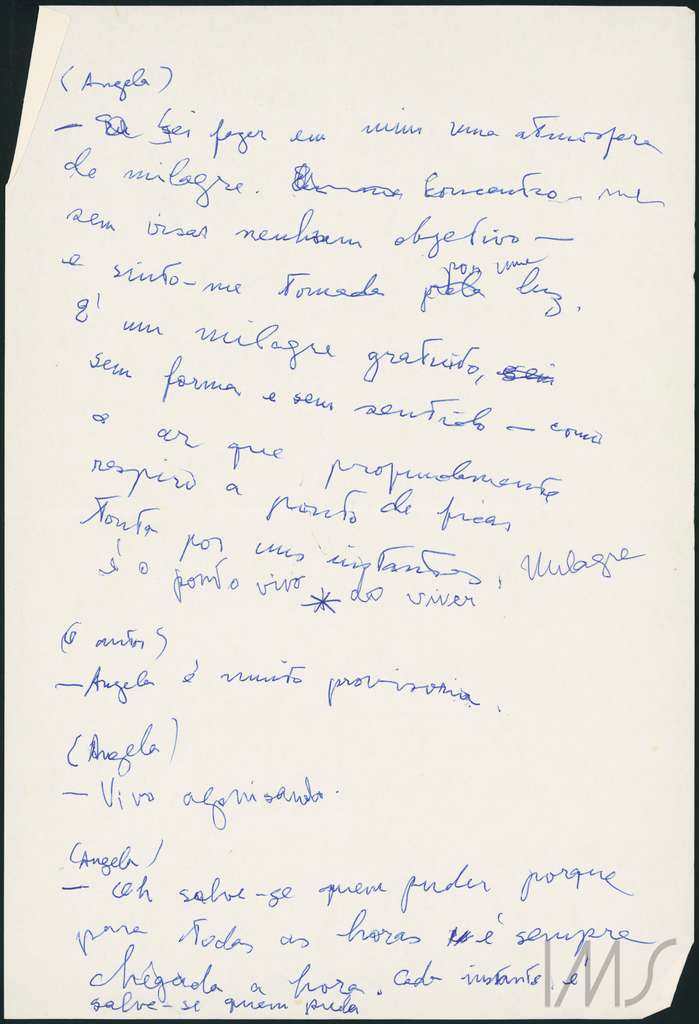 (Angela)
— Sei fazer em mim uma atmosfera
de milagre. Concentro-me
sem visar nenhum objetivo —
e sinto-me tomada pela por uma luz.
É um milagre gratuito, sem
sem forma e sem sentido — como
o ar que profundamente
respiro a ponto de ficar
tonta por uns instantes. Milagre
é o ponto vivo do viver
(O autor)
— Angela é muito provisoria.
(Angela)
— Vivo agonisando.
(Angela)
— Oh salve-se quem puder porque
para todas as horas é sempre
chegada a hora. Cada instante é
salve-se quem puder
IMS